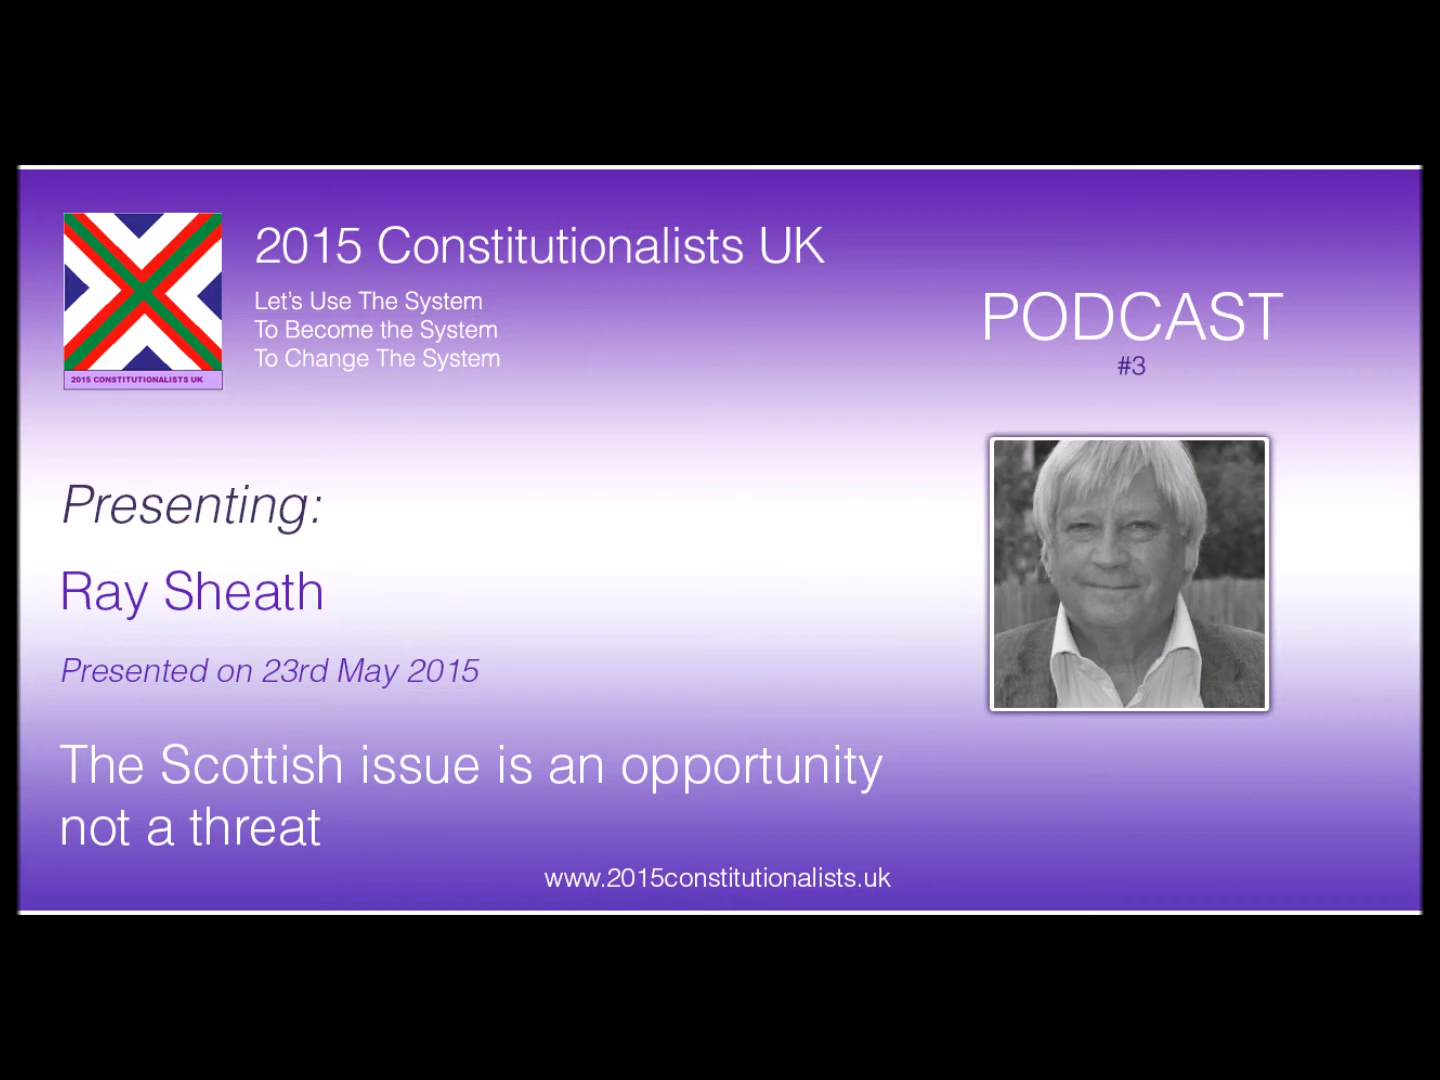 2015 Constitutionalists UK
Let's Use The System
To Become the System
To Change The System
2015 CONSTITUTIONALISTS UK
PODCAST
#3
Presenting:
Ray Sheath
Presented on 23rd May 2015
The Scottish issue is an opportunity
not a threat
www.2015constitutionalists.uk